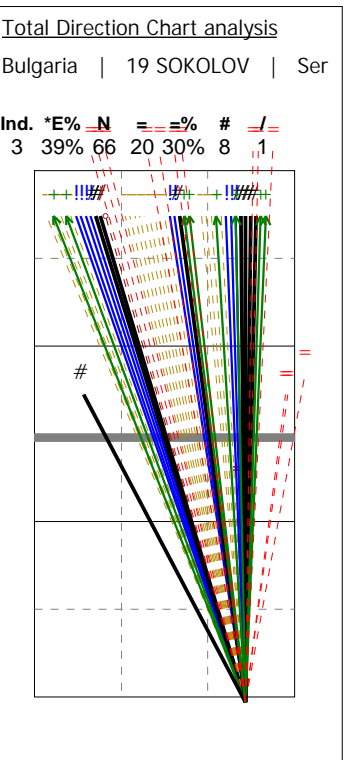 Total Direction Chart analysis
Bulgaria | 19 SOKOLOV | Ser
Ind. *E% N = =% # /
3 39% 66 20 30% 8 1
#
=
=